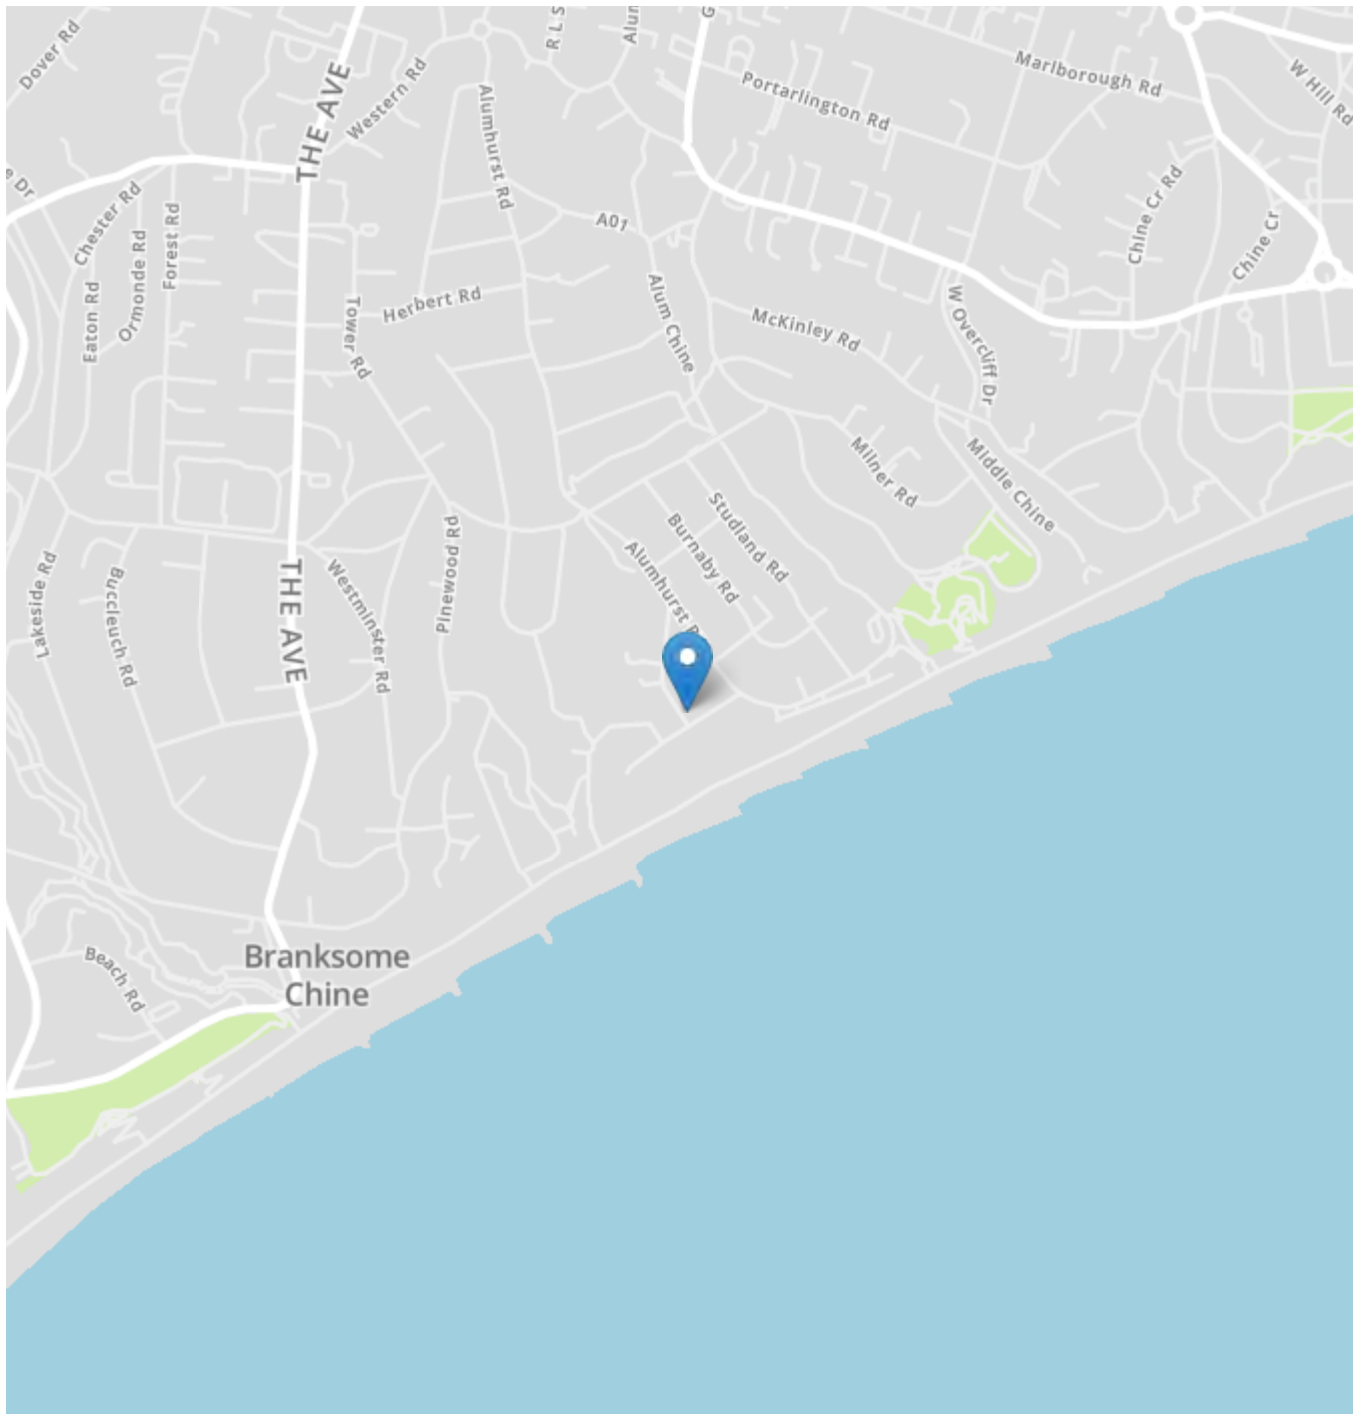 Dover Rd
THE AVE
Western Rd
R L S
Alur
G
Marlborough Rd
W Hill Rd
Portarlington Rd
Alumhurst Rd
e Dr
Chester Rd
Ormonde Rd
Forest Rd
Eaton Rd
A01
Chine Cr Rd
Chine Cr
Tower Rd
Herbert Rd
Alum Chine
McKinley Rd
W Overcliff Dr
Milner Rd
Middle Chine
Studland Rd
Burnaby Rd
Alumhurst R
Pinewood Rd
Westminster Rd
THE AVE
Buccleuch Rd
Lakeside Rd
Branksome
Chine
Beach Rd